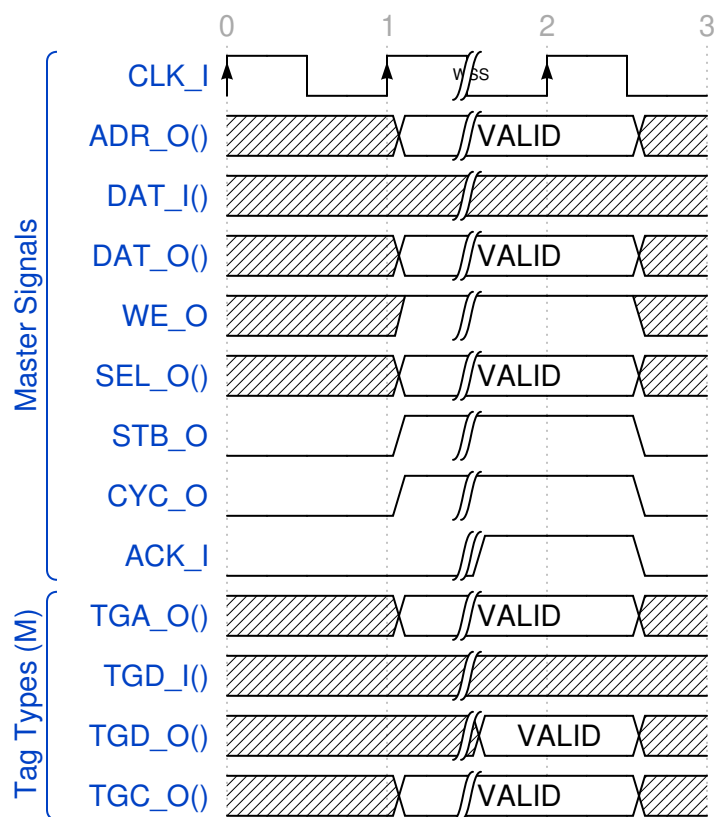 0 1 2 3
Master Signals
CLK_I
WSS
ADR_O() VALID
DAT_I()
DAT_O() VALID
WE_O
SEL_O() VALID
STB_O
CYC_O
ACK_I
Tag Types (M)
TGA_O() VALID
TGD_I()
TGD_O() VALID
TGC_O() VALID